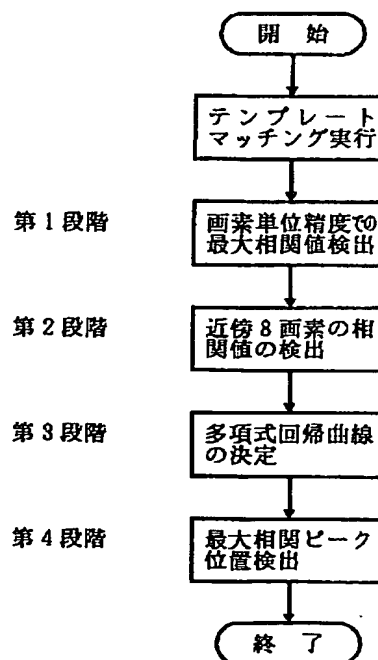 開 始
テンプレート
マッチング実行
第1段階
画素単位精度での
最大相関値検出
第2段階
近傍8画素の相
関値の検出
第3段階
多項式回帰曲線
の決定
第4段階
最大相関ピーク
位置検出
終 了